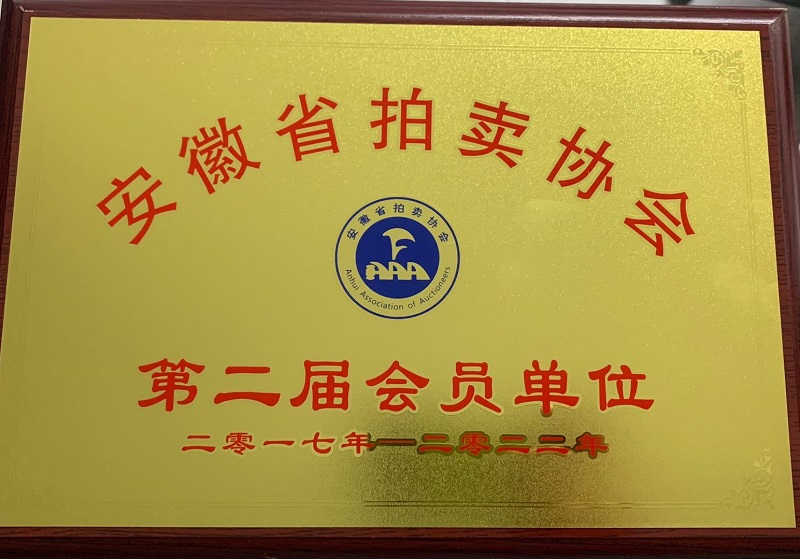 安徽省拍卖协会
安徽省拍卖协会
AAA
Anhui Association of Auctioneers
第二届会员单位
二零一七年—二零二二年